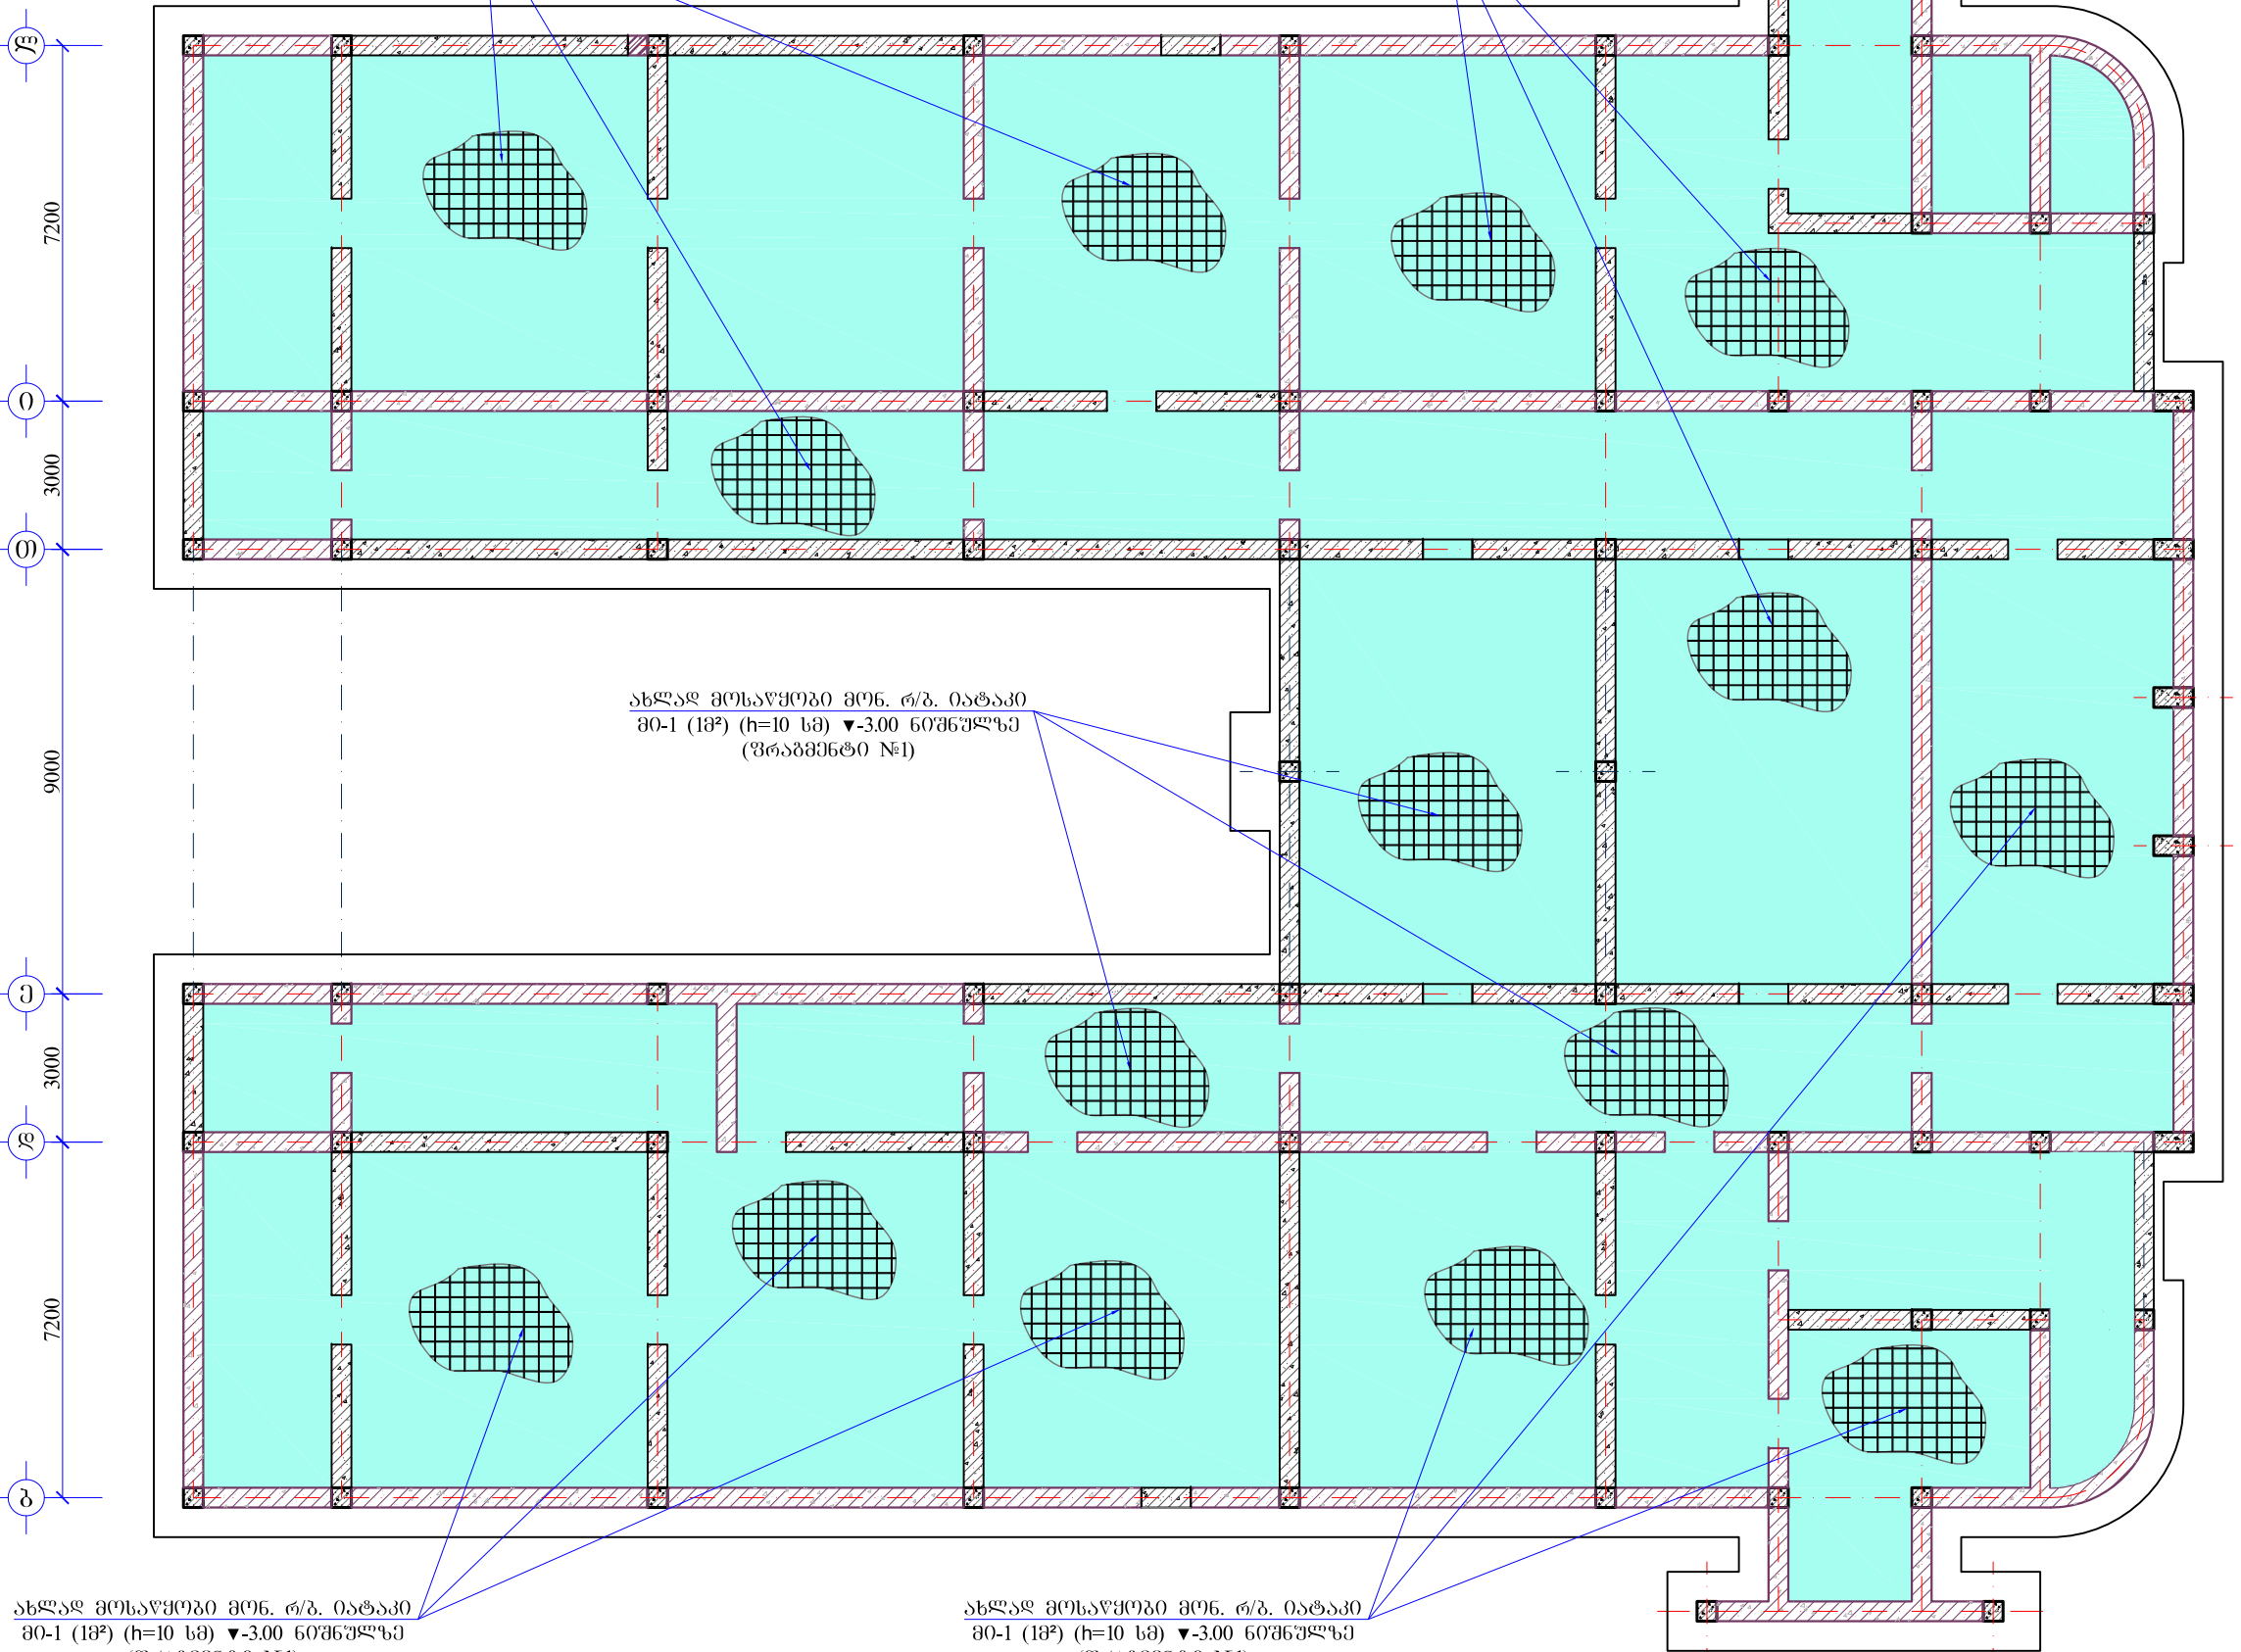 ლ
7200
ი
3000
თ
9000
ახლად მოსაწყობი მონ. რ/ბ. იატაკი
მი-1 (1მ²) (h=10 სმ) ▼-3.00 ნიშნულზე
(ფრაგმენტი №1)
ე
3000
დ
7200
ბ
ახლად მოსაწყობი მონ. რ/ბ. იატაკი
მი-1 (1მ²) (h=10 სმ) ▼-3.00 ნიშნულზე
ახლად მოსაწყობი მონ. რ/ბ. იატაკი
მი-1 (1მ²) (h=10 სმ) ▼-3.00 ნიშნულზე